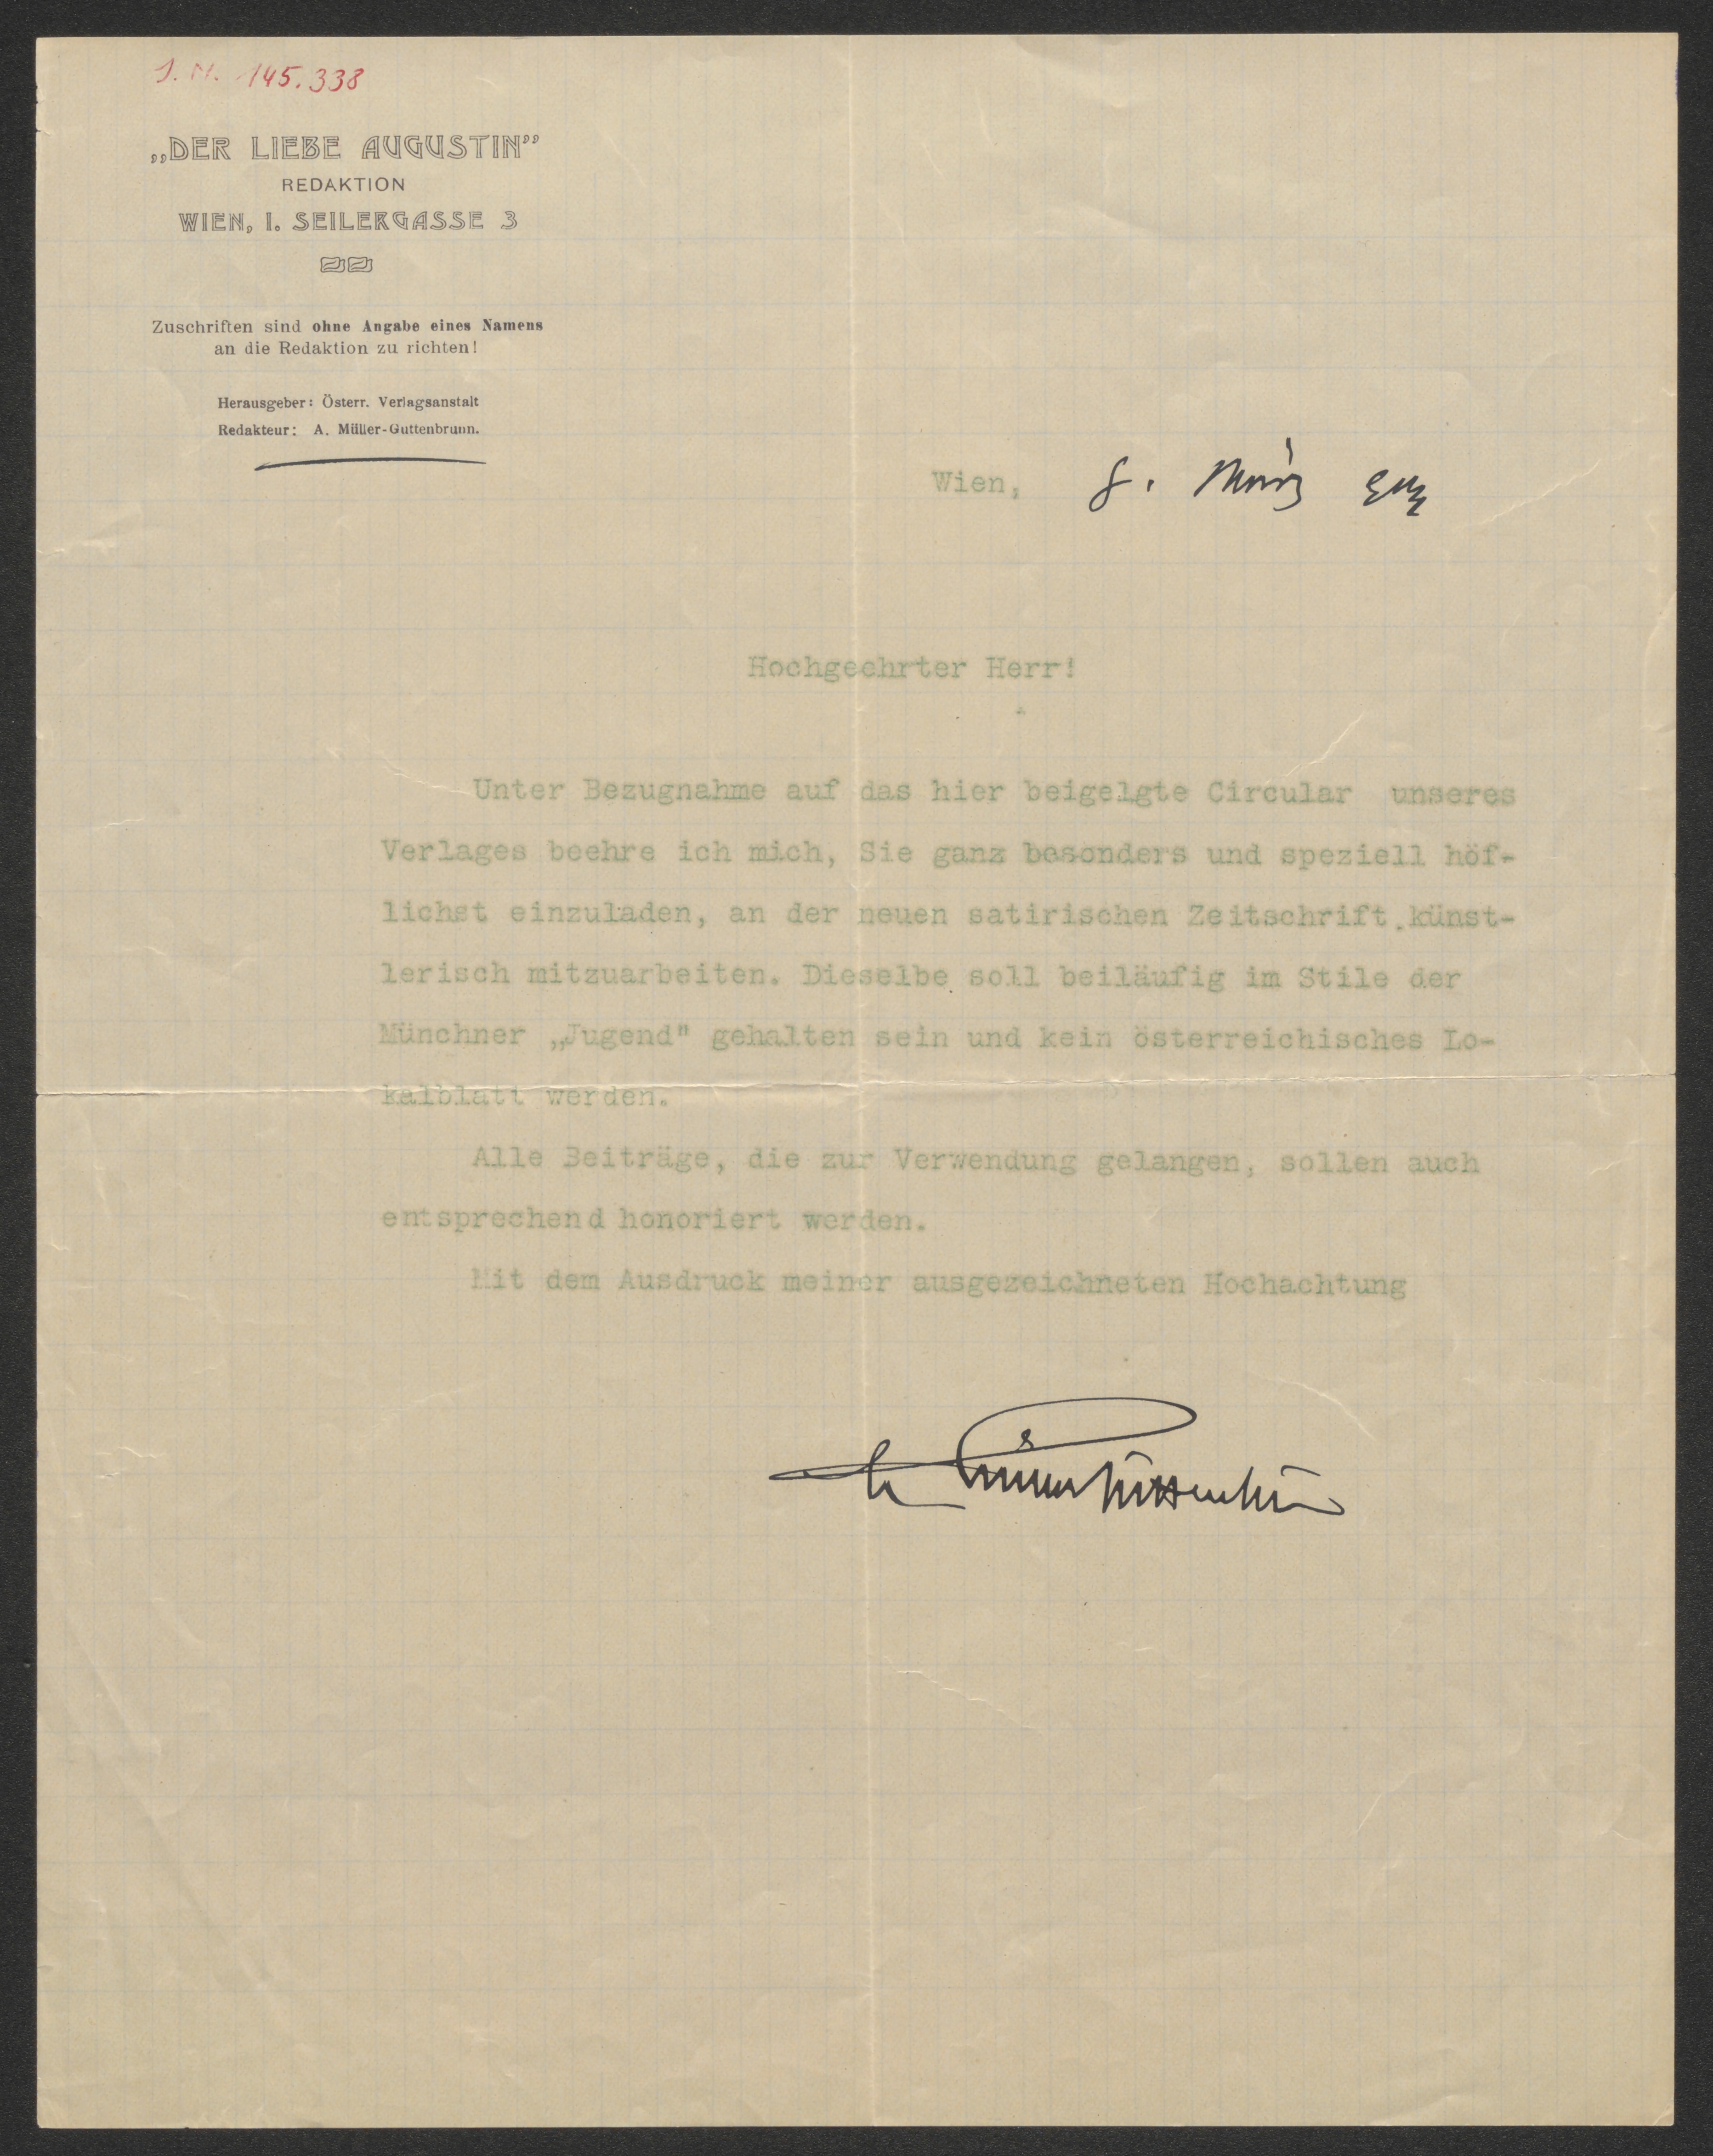 J.N. 145.338
„DER LIEBE AUGUSTIN”
REDAKTION
WIEN, I. SEILERGASSE 3
Zuschriften sind ohne Angabe eines Namens
an die Redaktion zu richten!
Herausgeber: Österr. Verlagsanstalt
Redakteur: A. Müller-Guttenbrunn.
Wien, 8. März
Hochgeehrter Herr!
Unter Bezugnahme auf das hier beigelgte Circular unseres
Verlages beehre ich mich, Sie ganz besonders und speziell höf-
lichst einzuladen, an der neuen satirischen Zeitschrift künst-
lerisch mitzuarbeiten. Dieselbe soll beiläufig im Stile der
Münchner „Jugend" gehalten sein und kein österreichisches Lo-
kalblatt werden.
Alle Beiträge, die zur Verwendung gelangen, sollen auch
entsprechend honoriert werden.
Mit dem Ausdruck meiner ausgezeichneten Hochachtung
A. Müller-Guttenbrunn